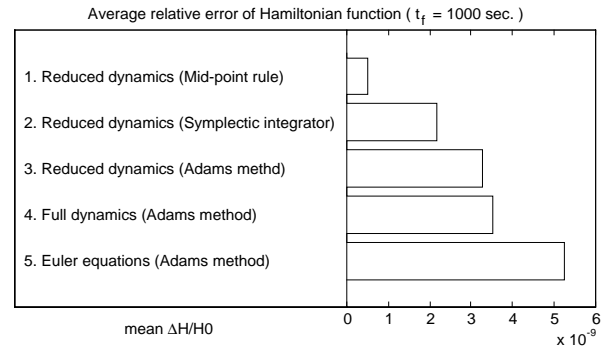 Average relative error of Hamiltonian function ( t_f = 1000 sec. )
1. Reduced dynamics (Mid-point rule)
2. Reduced dynamics (Symplectic integrator)
3. Reduced dynamics (Adams methd)
4. Full dynamics (Adams method)
5. Euler equations (Adams method)
mean ΔH/H0
0 1 2 3 4 5 6
x 10^-9